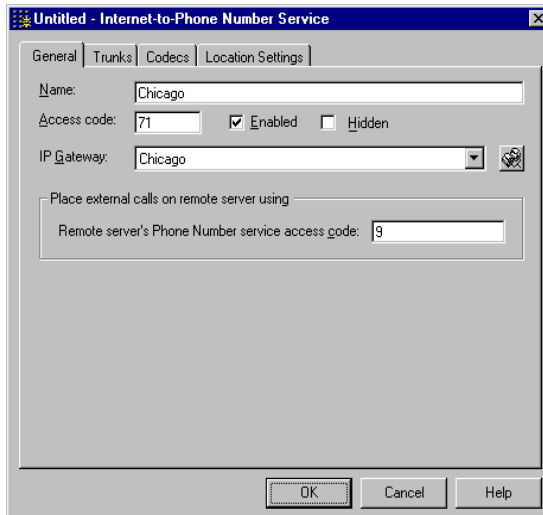 Untitled - Internet-to-Phone Number Service
General Trunks Codecs Location Settings
Name: Chicago
Access code: 71 Enabled Hidden
IP Gateway: Chicago
Place external calls on remote server using
Remote server's Phone Number service access code: 9
OK Cancel Help